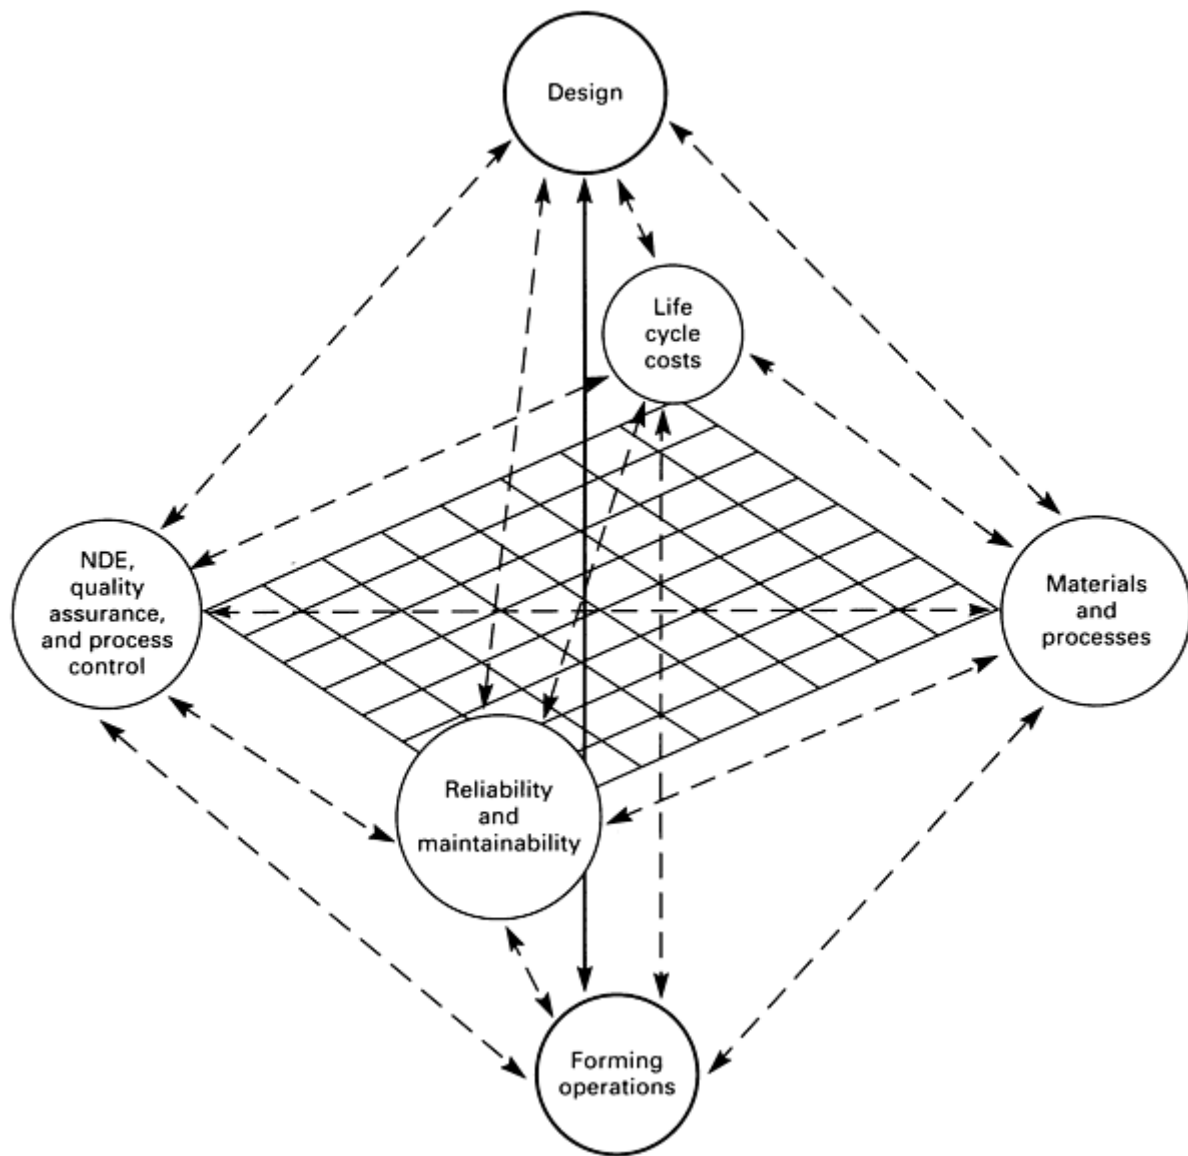 Design
Life
cycle
costs
NDE,
quality
assurance,
and process
control
Materials
and
processes
Reliability
and
maintainability
Forming
operations